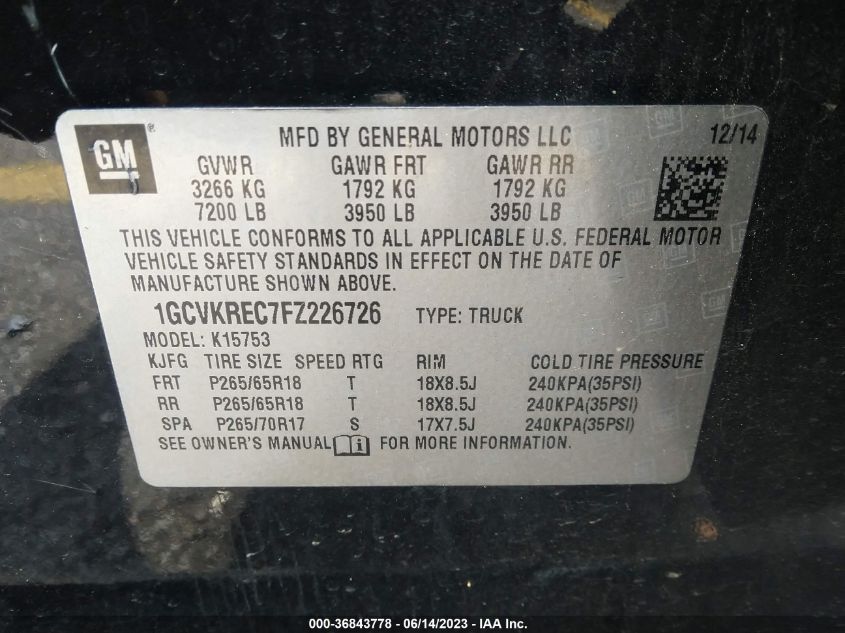 GM ®
MFD BY GENERAL MOTORS LLC 12/14
GVWR GAWR FRT GAWR RR
3266 KG 1792 KG 1792 KG
7200 LB 3950 LB 3950 LB
THIS VEHICLE CONFORMS TO ALL APPLICABLE U.S. FEDERAL MOTOR
VEHICLE SAFETY STANDARDS IN EFFECT ON THE DATE OF
MANUFACTURE SHOWN ABOVE.
1GCVKREC7FZ226726 TYPE: TRUCK
MODEL: K15753
KJFG TIRE SIZE SPEED RTG RIM COLD TIRE PRESSURE
FRT P265/65R18 T 18X8.5J 240KPA(35PSI)
RR P265/65R18 T 18X8.5J 240KPA(35PSI)
SPA P265/70R17 S 17X7.5J 240KPA(35PSI)
SEE OWNER'S MANUAL i FOR MORE INFORMATION.
000-36843778 - 06/14/2023 - IAA Inc.